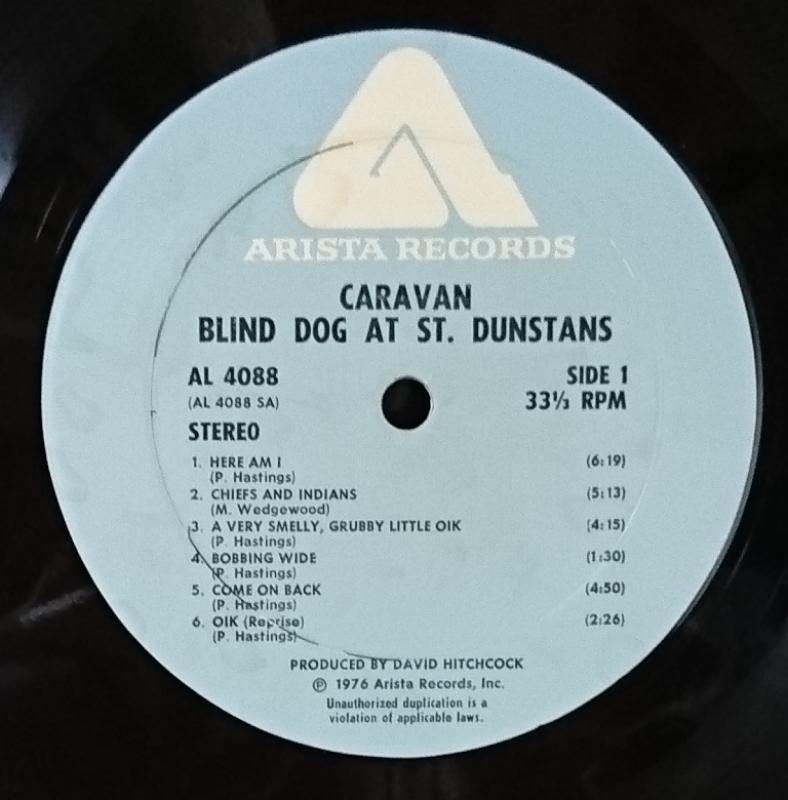 ARISTA RECORDS
CARAVAN
BLIND DOG AT ST. DUNSTANS
AL 4088 SIDE 1
(AL 4088 SA) 33⅓ RPM
STEREO
1. HERE AM I (6:19)
(P. Hastings)
2. CHIEFS AND INDIANS (5:13)
(M. Wedgewood)
3. A VERY SMELLY, GRUBBY LITTLE OIK (4:15)
(P. Hastings)
4. BOBBING WIDE (1:30)
(P. Hastings)
5. COME ON BACK (4:50)
(P. Hastings)
6. OIK (Reprise) (2:26)
(P. Hastings)
PRODUCED BY DAVID HITCHCOCK
Ⓟ 1976 Arista Records, Inc.
Unauthorized duplication is a
violation of applicable laws.